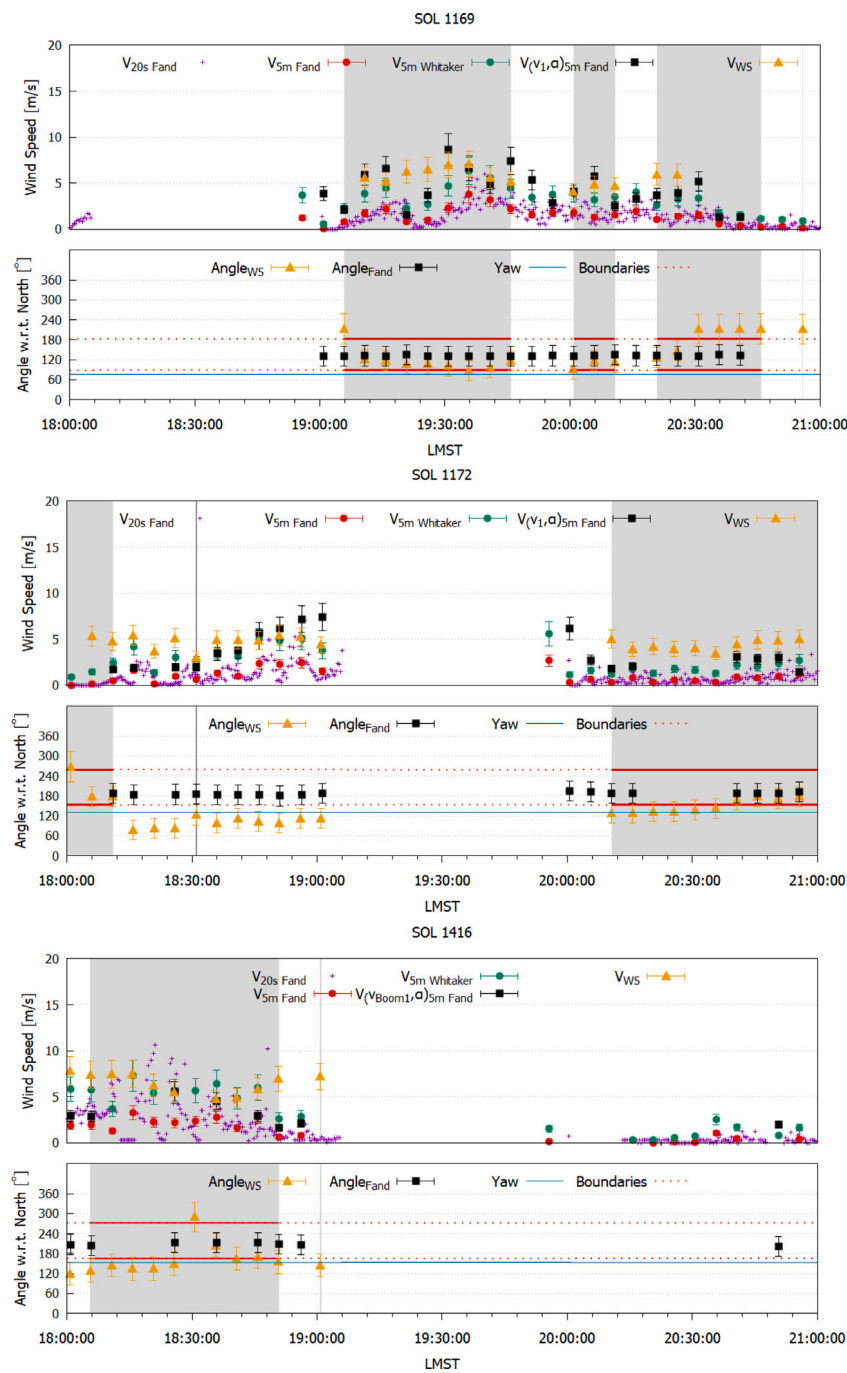 SOL 1169
V20s Fand V5m Fand V5m Whitaker V(v1,α)5m Fand VWS
Wind Speed [m/s]
20
15
10
5
0
AngleWS AngleFand Yaw Boundaries
Angle w.r.t. North [°]
360
300
240
180
120
60
0
18:00:00 18:30:00 19:00:00 19:30:00 20:00:00 20:30:00 21:00:00
LMST
SOL 1172
V20s Fand V5m Fand V5m Whitaker V(v1,α)5m Fand VWS
Wind Speed [m/s]
20
15
10
5
0
AngleWS AngleFand Yaw Boundaries
Angle w.r.t. North [°]
360
300
240
180
120
60
0
18:00:00 18:30:00 19:00:00 19:30:00 20:00:00 20:30:00 21:00:00
LMST
SOL 1416
V20s Fand V5m Whitaker VWS
V5m Fand V(vBoom1,α)5m Fand
Wind Speed [m/s]
20
15
10
5
0
AngleWS AngleFand Yaw Boundaries
Angle w.r.t. North [°]
360
300
240
180
120
60
0
18:00:00 18:30:00 19:00:00 19:30:00 20:00:00 20:30:00 21:00:00
LMST